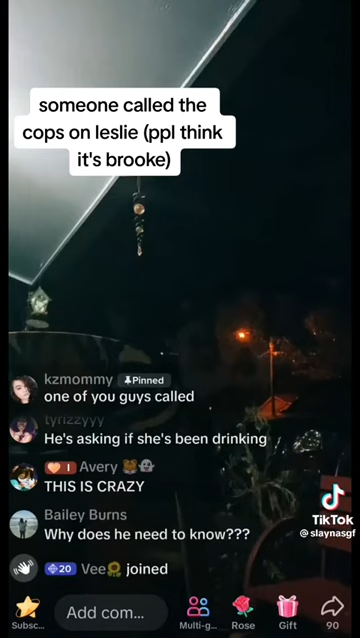 someone called the
cops on leslie (ppl think
it's brooke)
kzmommy Pinned
one of you guys called
tyrizzyyy
He's asking if she's been drinking
1 Avery
THIS IS CRAZY
Bailey Burns
Why does he need to know???
20 Vee joined
TikTok
@slaynasgf
Subsc...
Add com...
Multi-g...
Rose
Gift
90